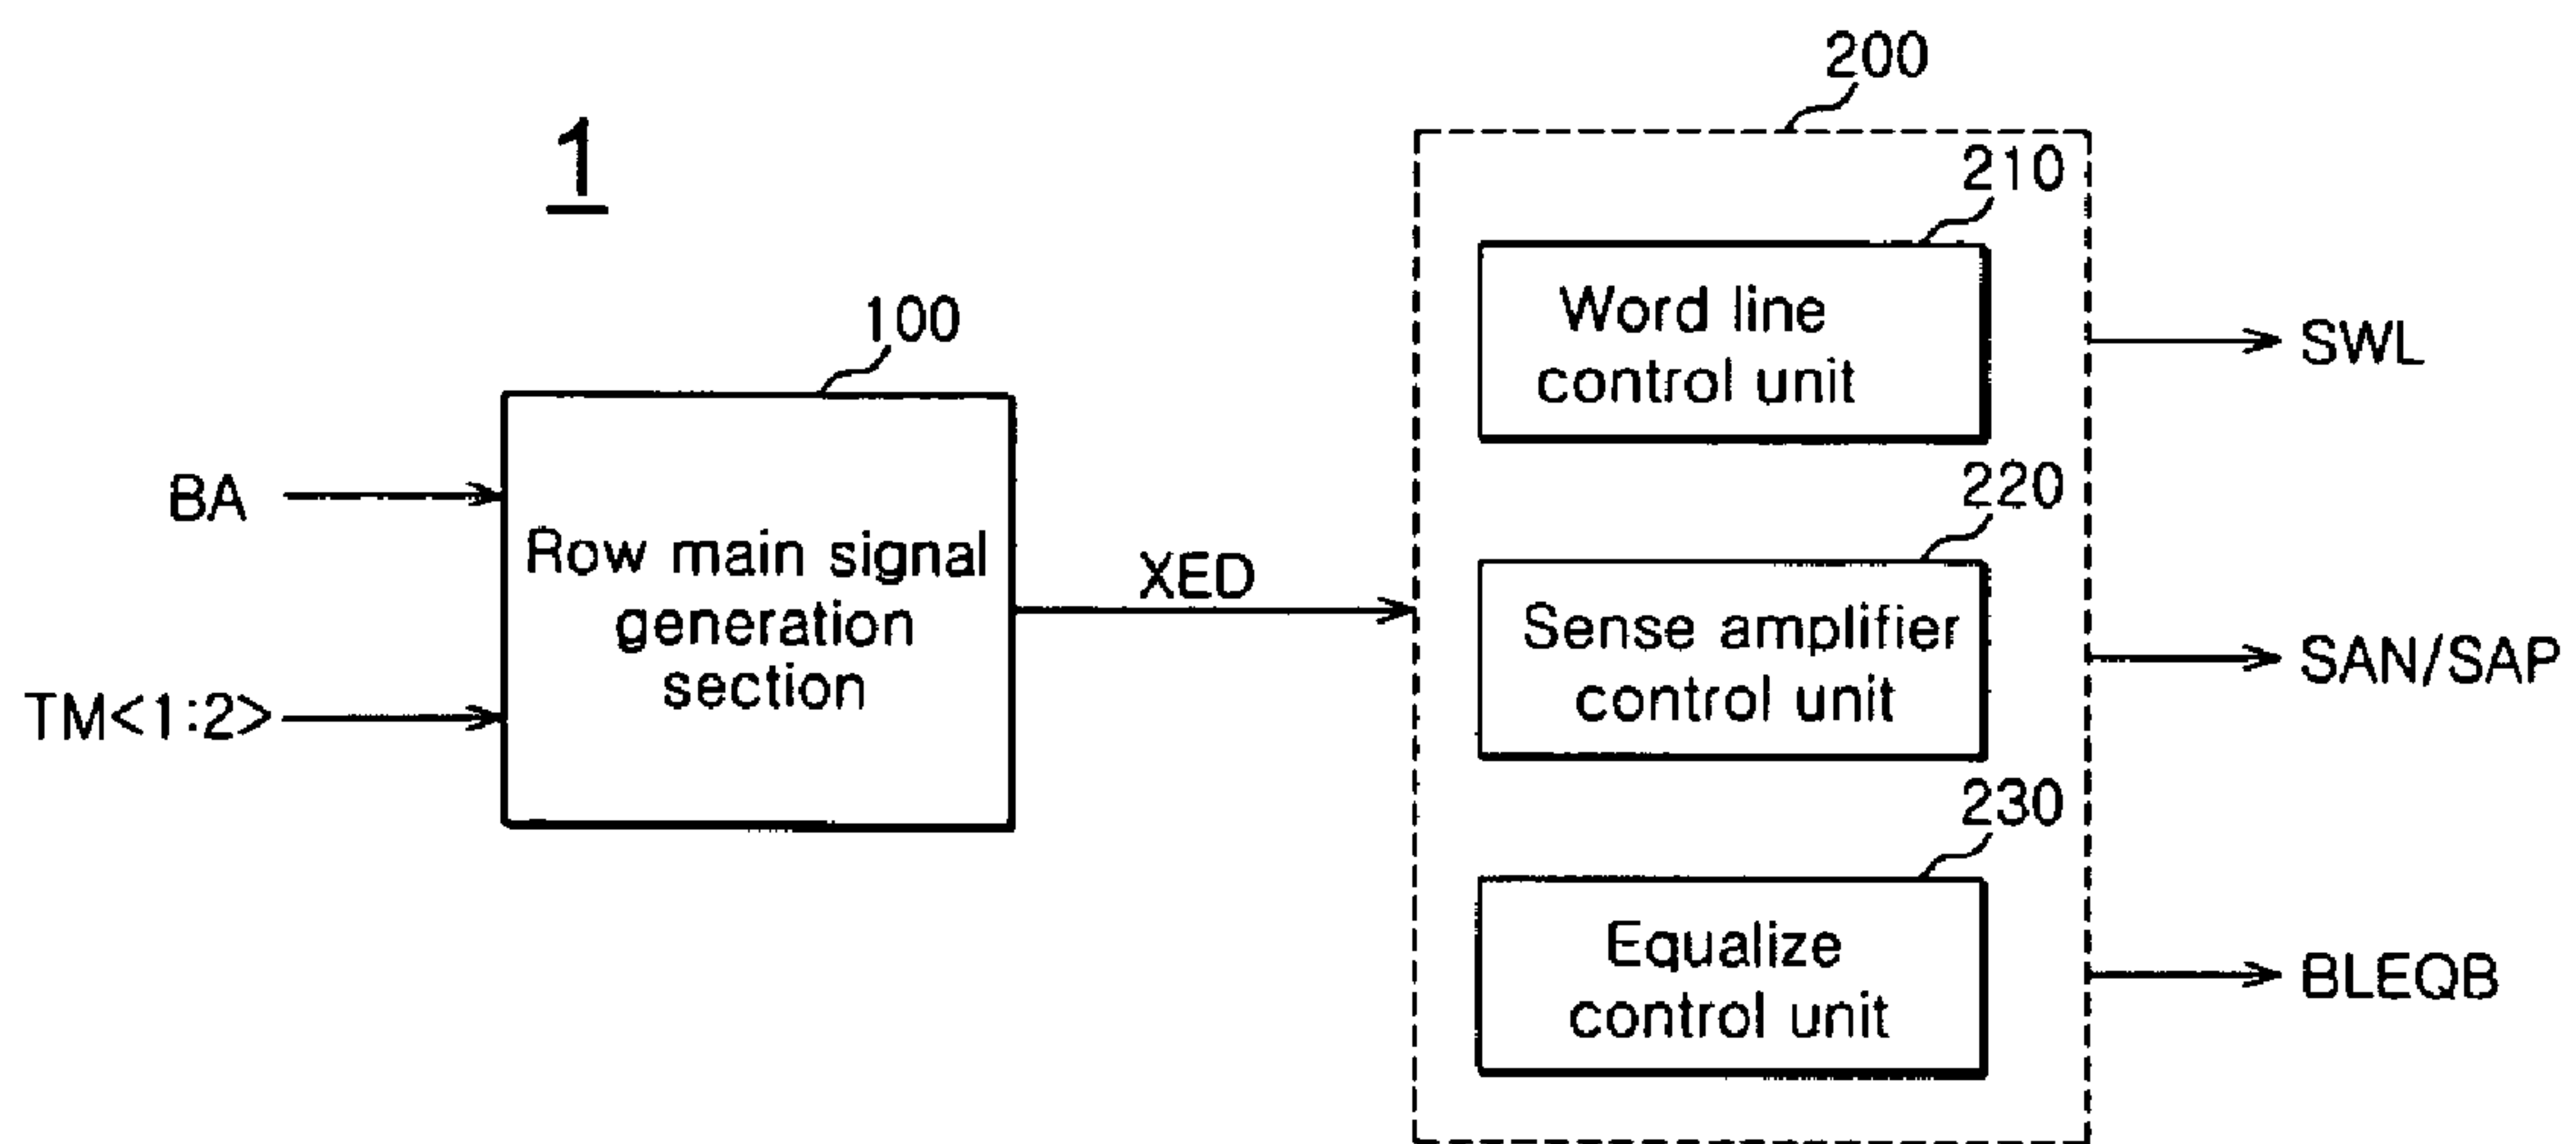 1
200
210
Word line
control unit
SWL
100
BA
TM<1:2>
Row main signal
generation
section
XED
220
Sense amplifier
control unit
SAN/SAP
230
Equalize
control unit
BLEQB